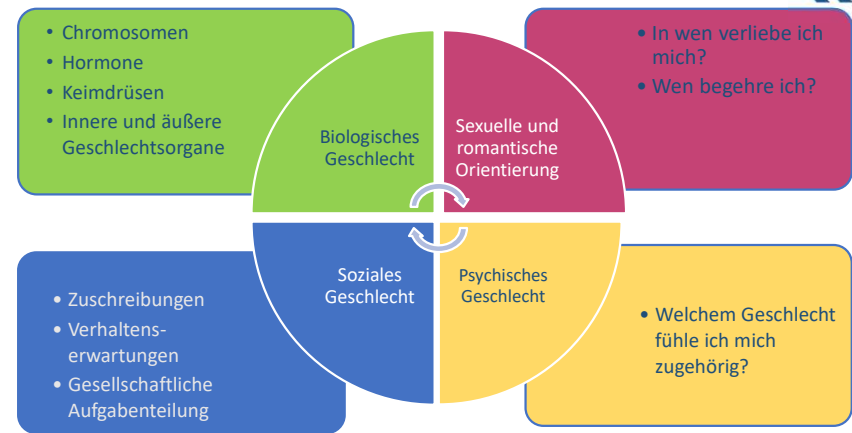 • Chromosomen
• Hormone
• Keimdrüsen
• Innere und äußere
Geschlechtsorgane
Biologisches
Geschlecht
Sexuelle und
romantische
Orientierung
• In wen verliebe ich
mich?
• Wen begehre ich?
• Zuschreibungen
• Verhaltens-
erwartungen
• Gesellschaftliche
Aufgabenteilung
Soziales
Geschlecht
Psychisches
Geschlecht
• Welchem Geschlecht
fühle ich mich
zugehörig?